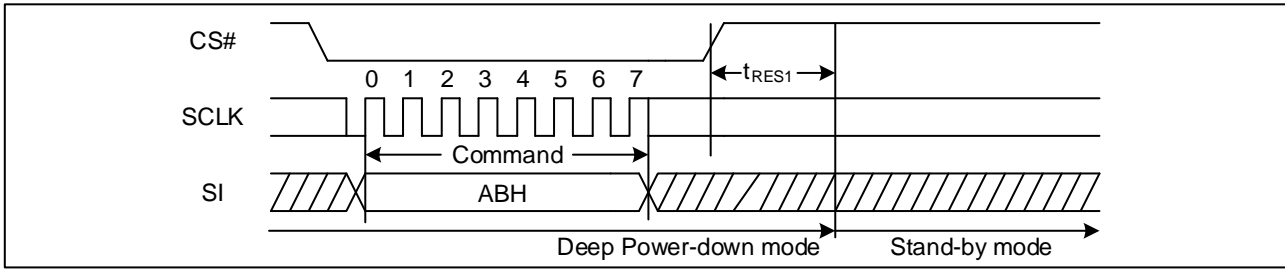 CS#
tRES1
0 1 2 3 4 5 6 7
SCLK
Command
SI
ABH
Deep Power-down mode Stand-by mode